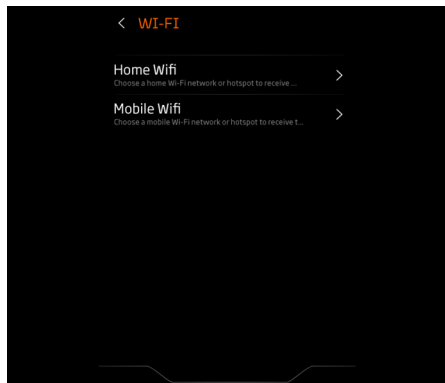 WI-FI
Home Wifi
Choose a home Wi-Fi network or hotspot to receive ...
Mobile Wifi
Choose a mobile Wi-Fi network or hotspot to receive t...